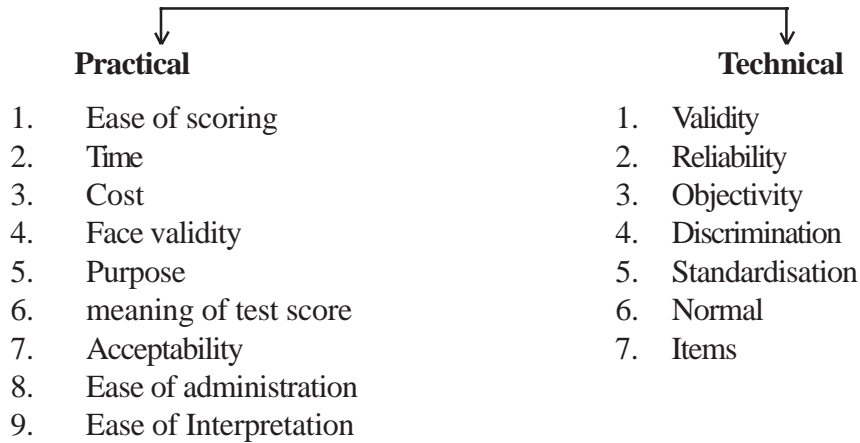 Practical
1. Ease of scoring
2. Time
3. Cost
4. Face validity
5. Purpose
6. meaning of test score
7. Acceptability
8. Ease of administration
9. Ease of Interpretation
Technical
1. Validity
2. Reliability
3. Objectivity
4. Discrimination
5. Standardisation
6. Normal
7. Items